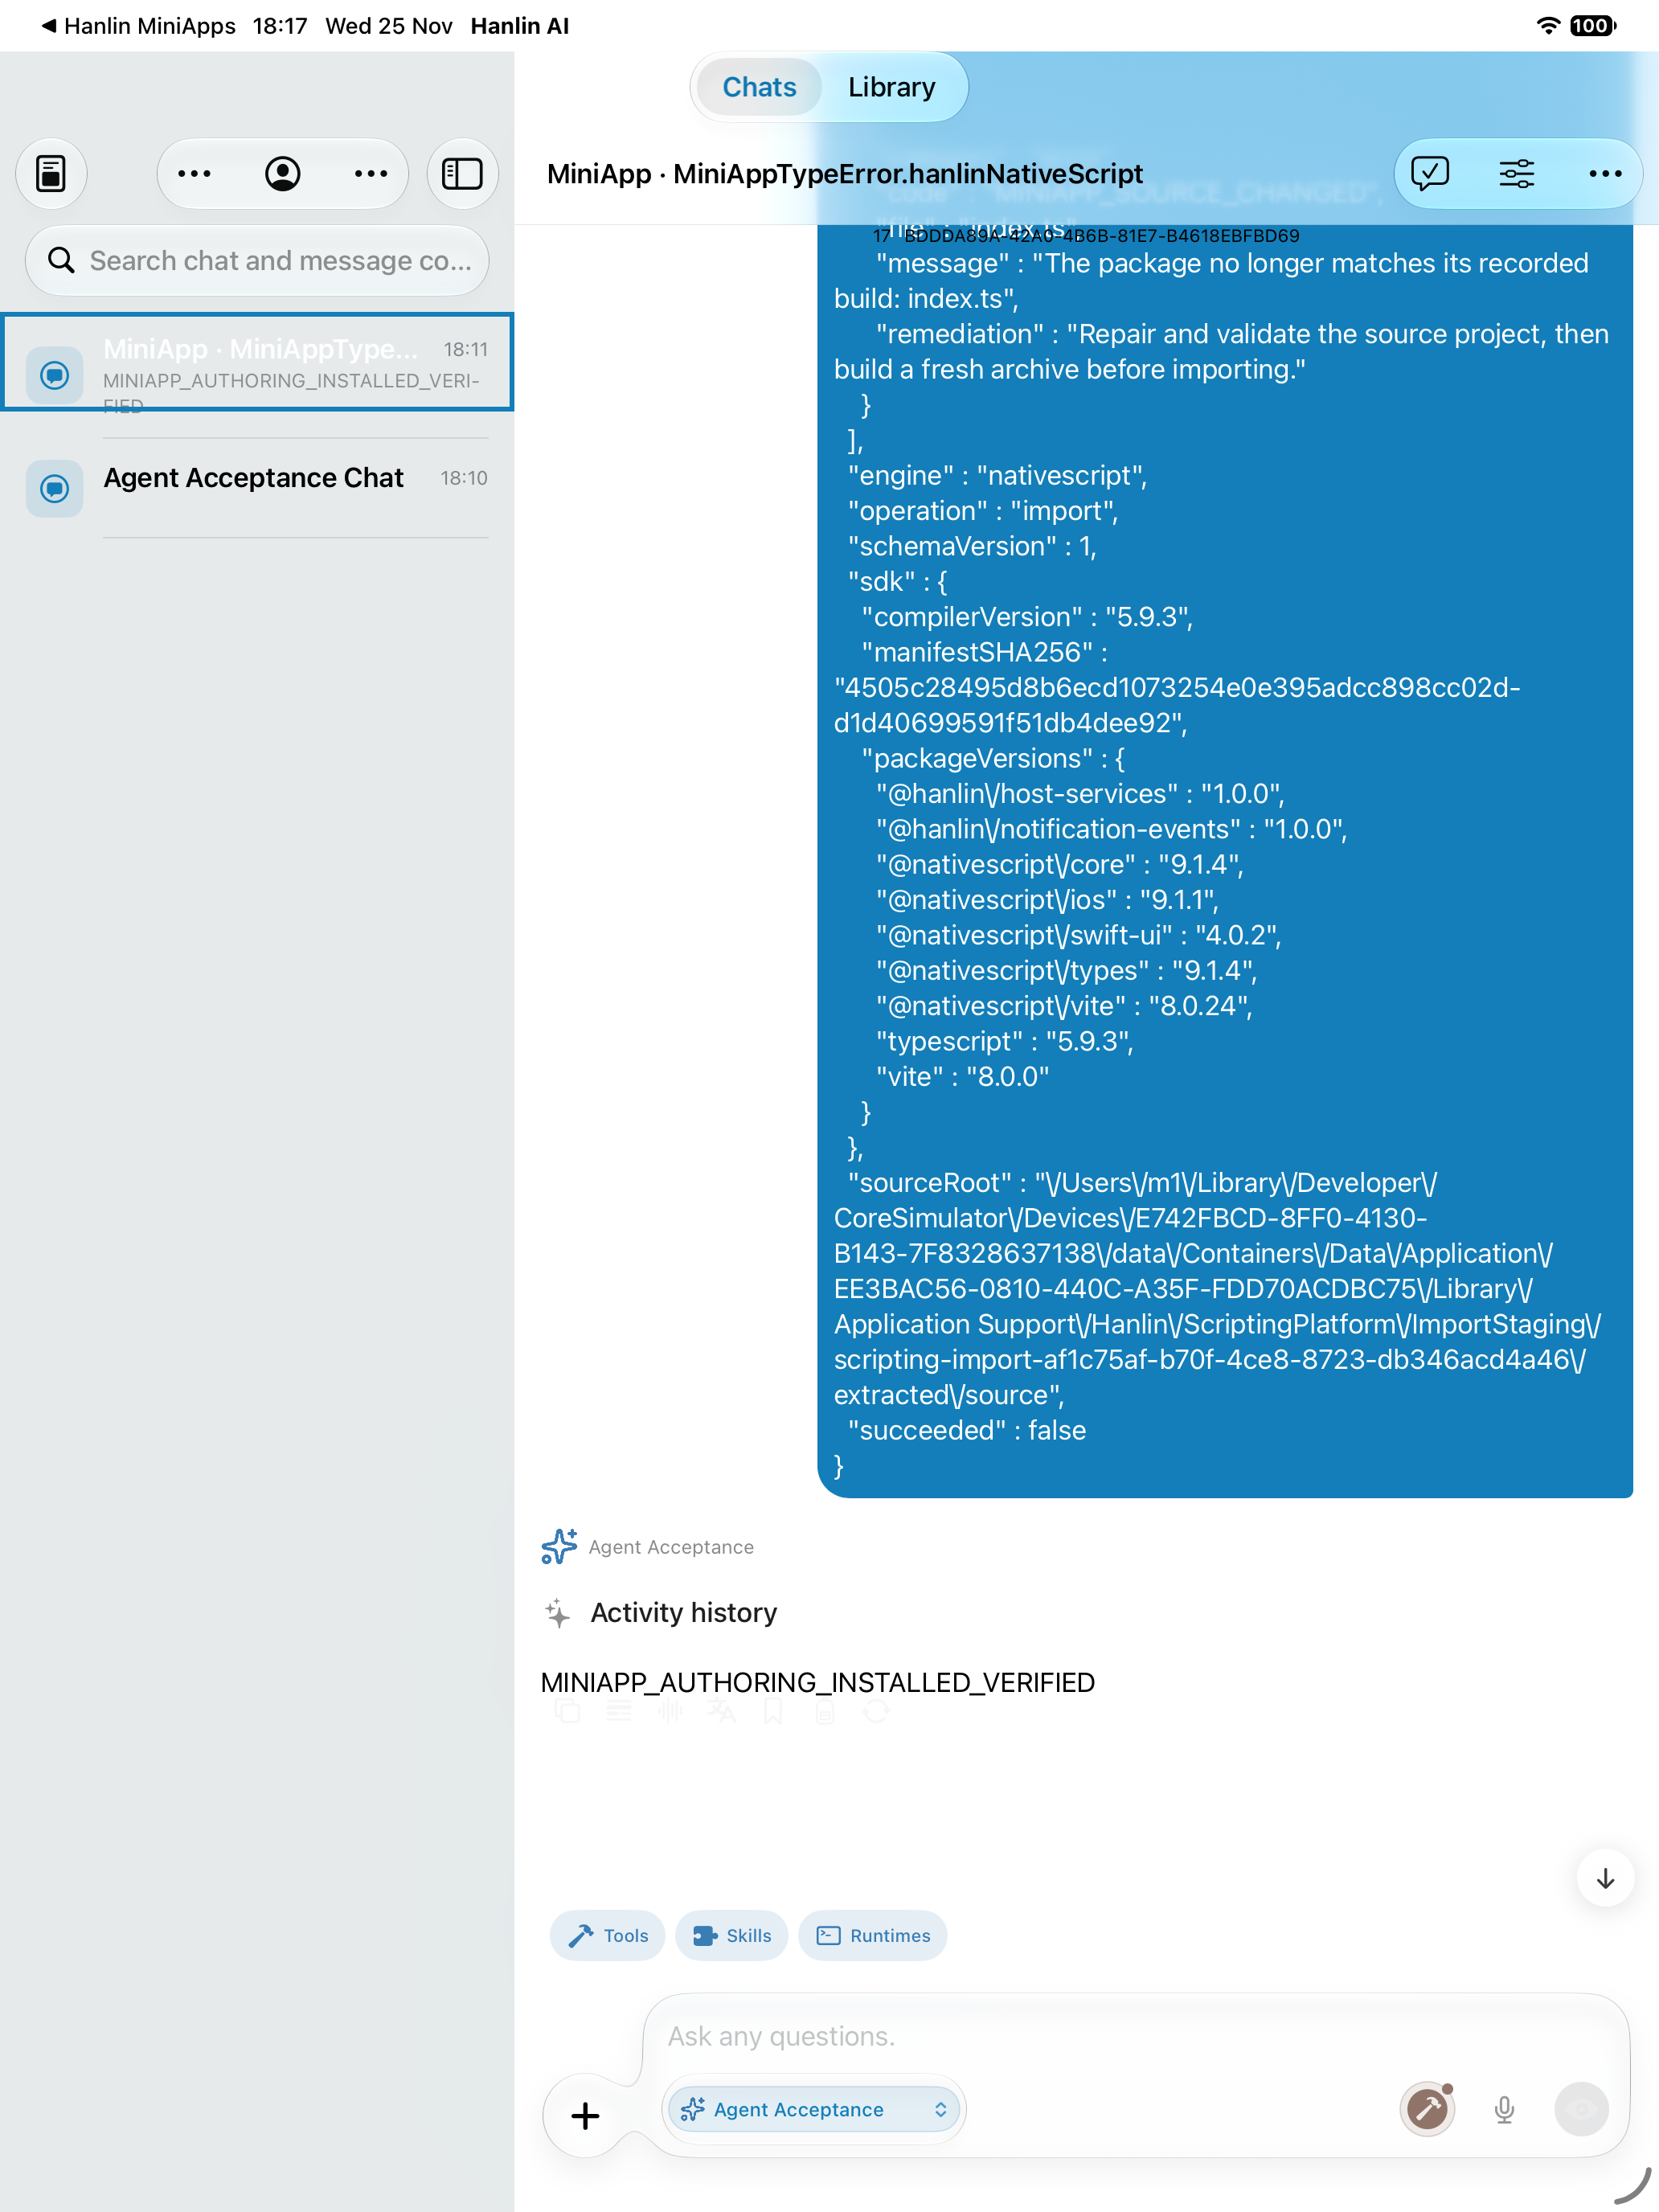 Hanlin MiniApps 18:17 Wed 25 Nov Hanlin AI
100
Chats Library
Search chat and message co...
MiniApp · MiniAppType... 18:11
MINIAPP_AUTHORING_INSTALLED_VERI-
FIED
Agent Acceptance Chat 18:10
MiniApp · MiniAppTypeError.hanlinNativeScript
"code" : "MINIAPP_SOURCE_CHANGED",
"file" : "index.ts",
17 BDDDA89A-42A0-4B6B-81E7-B4618EBFBD69
"message" : "The package no longer matches its recorded
build: index.ts",
"remediation" : "Repair and validate the source project, then
build a fresh archive before importing."
}
],
"engine" : "nativescript",
"operation" : "import",
"schemaVersion" : 1,
"sdk" : {
"compilerVersion" : "5.9.3",
"manifestSHA256" :
"4505c28495d8b6ecd1073254e0e395adcc898cc02d-
d1d40699591f51db4dee92",
"packageVersions" : {
"@hanlin\/host-services" : "1.0.0",
"@hanlin\/notification-events" : "1.0.0",
"@nativescript\/core" : "9.1.4",
"@nativescript\/ios" : "9.1.1",
"@nativescript\/swift-ui" : "4.0.2",
"@nativescript\/types" : "9.1.4",
"@nativescript\/vite" : "8.0.24",
"typescript" : "5.9.3",
"vite" : "8.0.0"
}
},
"sourceRoot" : "\/Users\/m1\/Library\/Developer\/
CoreSimulator\/Devices\/E742FBCD-8FF0-4130-
B143-7F8328637138\/data\/Containers\/Data\/Application\/
EE3BAC56-0810-440C-A35F-FDD70ACDBC75\/Library\/
Application Support\/Hanlin\/ScriptingPlatform\/ImportStaging\/
scripting-import-af1c75af-b70f-4ce8-8723-db346acd4a46\/
extracted\/source",
"succeeded" : false
}
Agent Acceptance
Activity history
MINIAPP_AUTHORING_INSTALLED_VERIFIED
Tools Skills Runtimes
Ask any questions.
Agent Acceptance